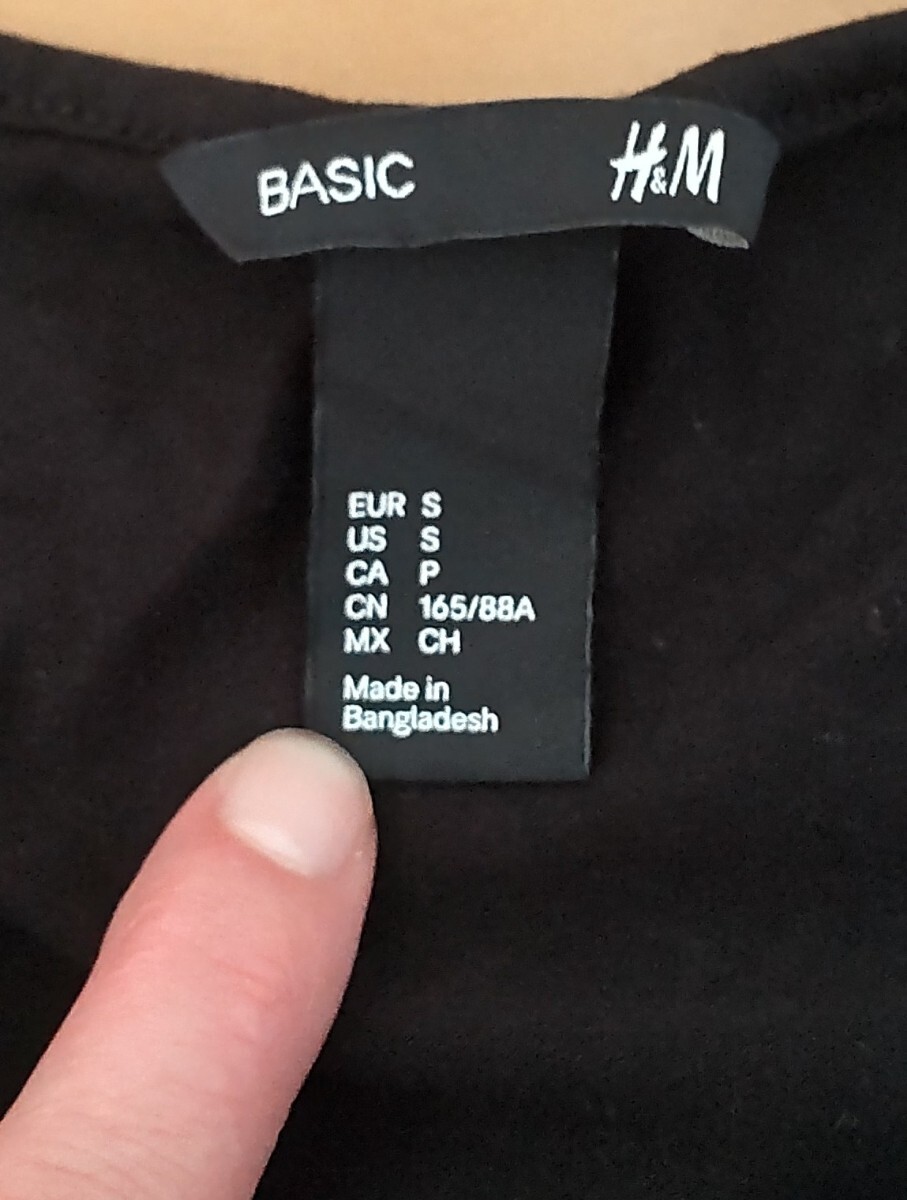 BASIC H&M
EUR S
US S
CA P
CN 165/88A
MX CH
Made in
Bangladesh